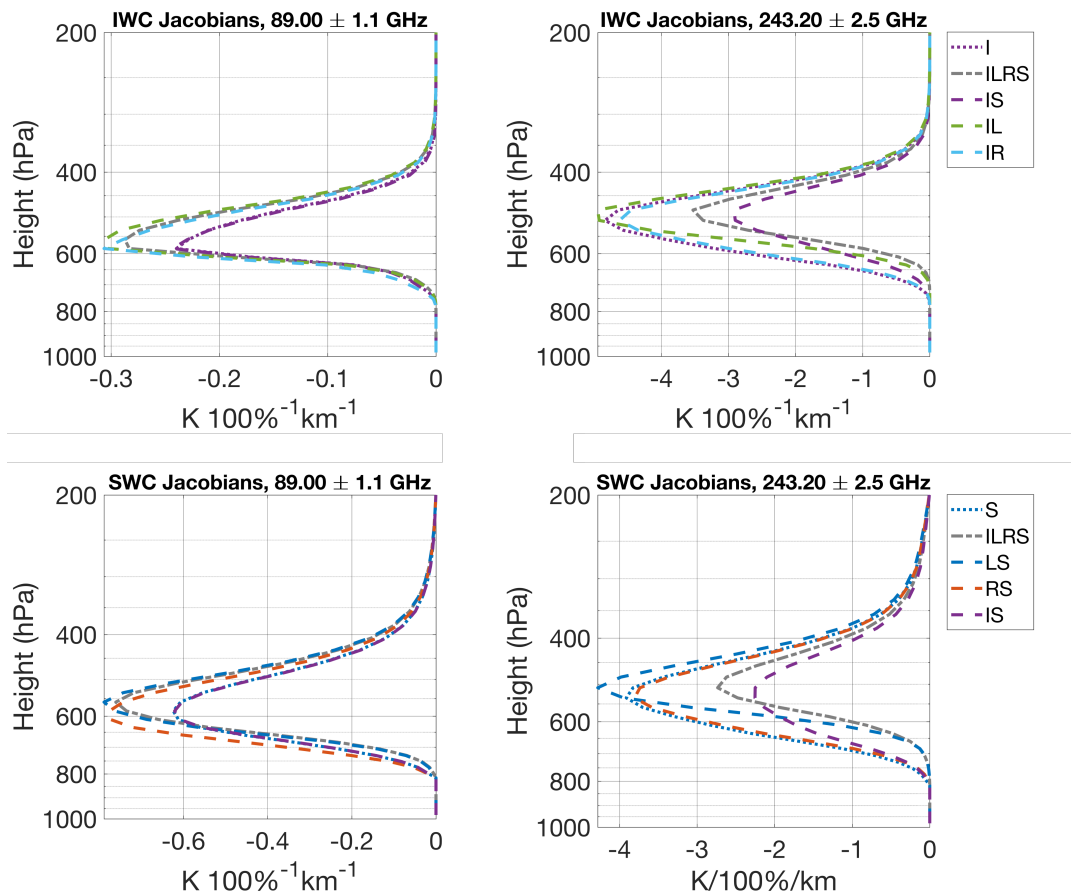 IWC Jacobians, 89.00 ± 1.1 GHz
200
400
600
800
1000
Height (hPa)
-0.3
-0.2
-0.1
0
K 100%⁻¹km⁻¹
IWC Jacobians, 243.20 ± 2.5 GHz
200
400
600
800
1000
Height (hPa)
-4
-3
-2
-1
0
K 100%⁻¹km⁻¹
I
ILRS
IS
IL
IR
SWC Jacobians, 89.00 ± 1.1 GHz
200
400
600
800
1000
Height (hPa)
-0.6
-0.4
-0.2
0
K 100%⁻¹km⁻¹
SWC Jacobians, 243.20 ± 2.5 GHz
200
400
600
800
1000
Height (hPa)
-4
-3
-2
-1
0
K/100%/km
S
ILRS
LS
RS
IS